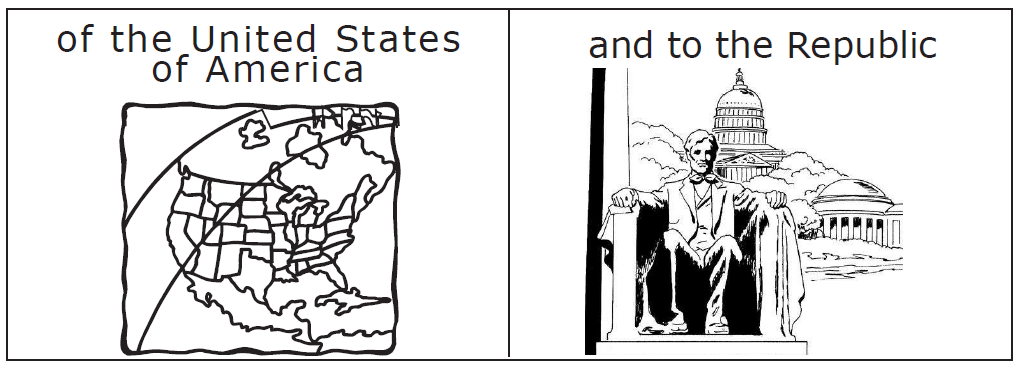 of the United States
of America
and to the Republic